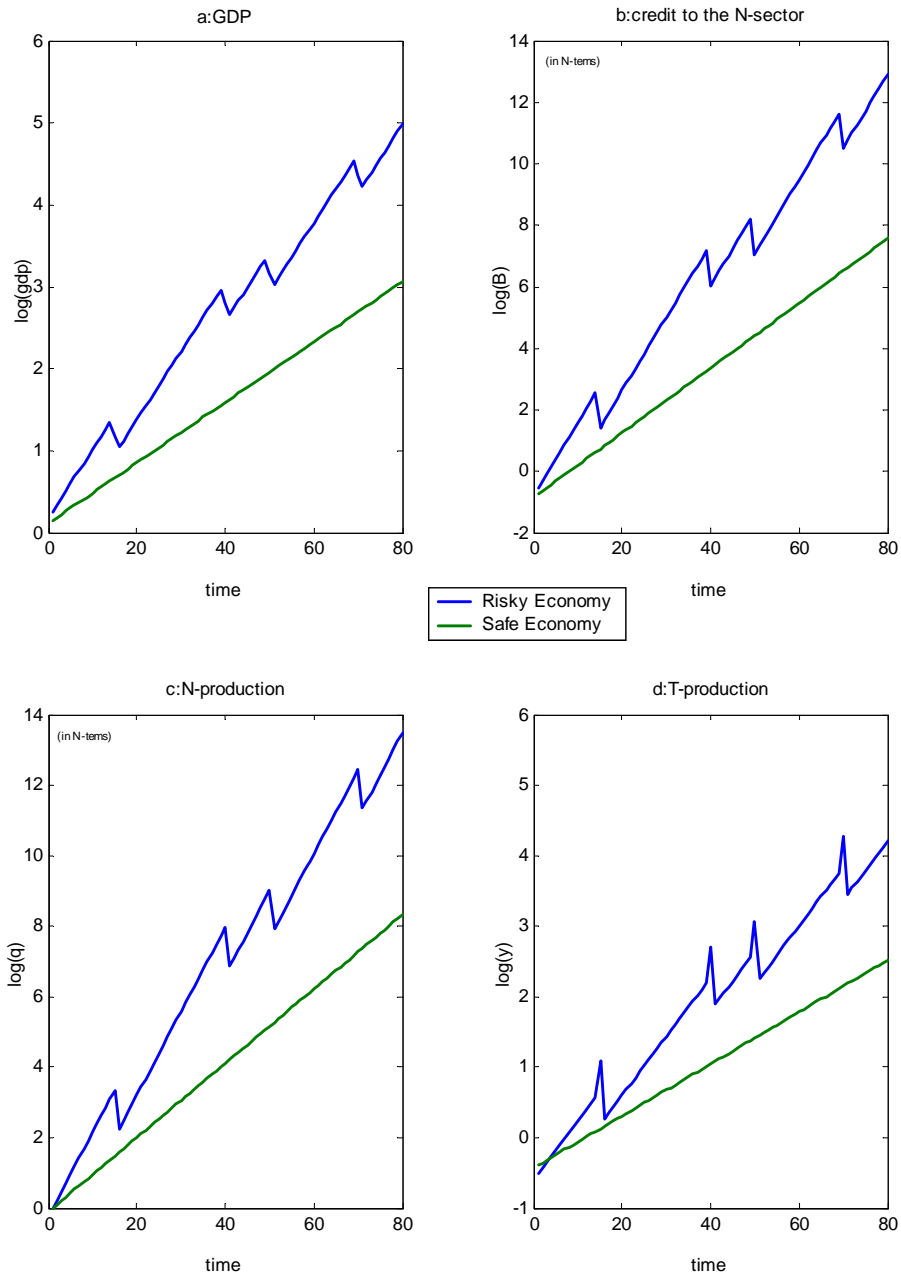 a:GDP
6
5
4
3
2
1
0
log(gdp)
0 20 40 60 80
time
b:credit to the N-sector
(in N-tems)
14
12
10
8
6
4
2
0
-2
log(B)
0 20 40 60 80
time
Risky Economy
Safe Economy
c:N-production
(in N-tems)
14
12
10
8
6
4
2
0
log(q)
0 20 40 60 80
time
d:T-production
6
5
4
3
2
1
0
-1
log(y)
0 20 40 60 80
time